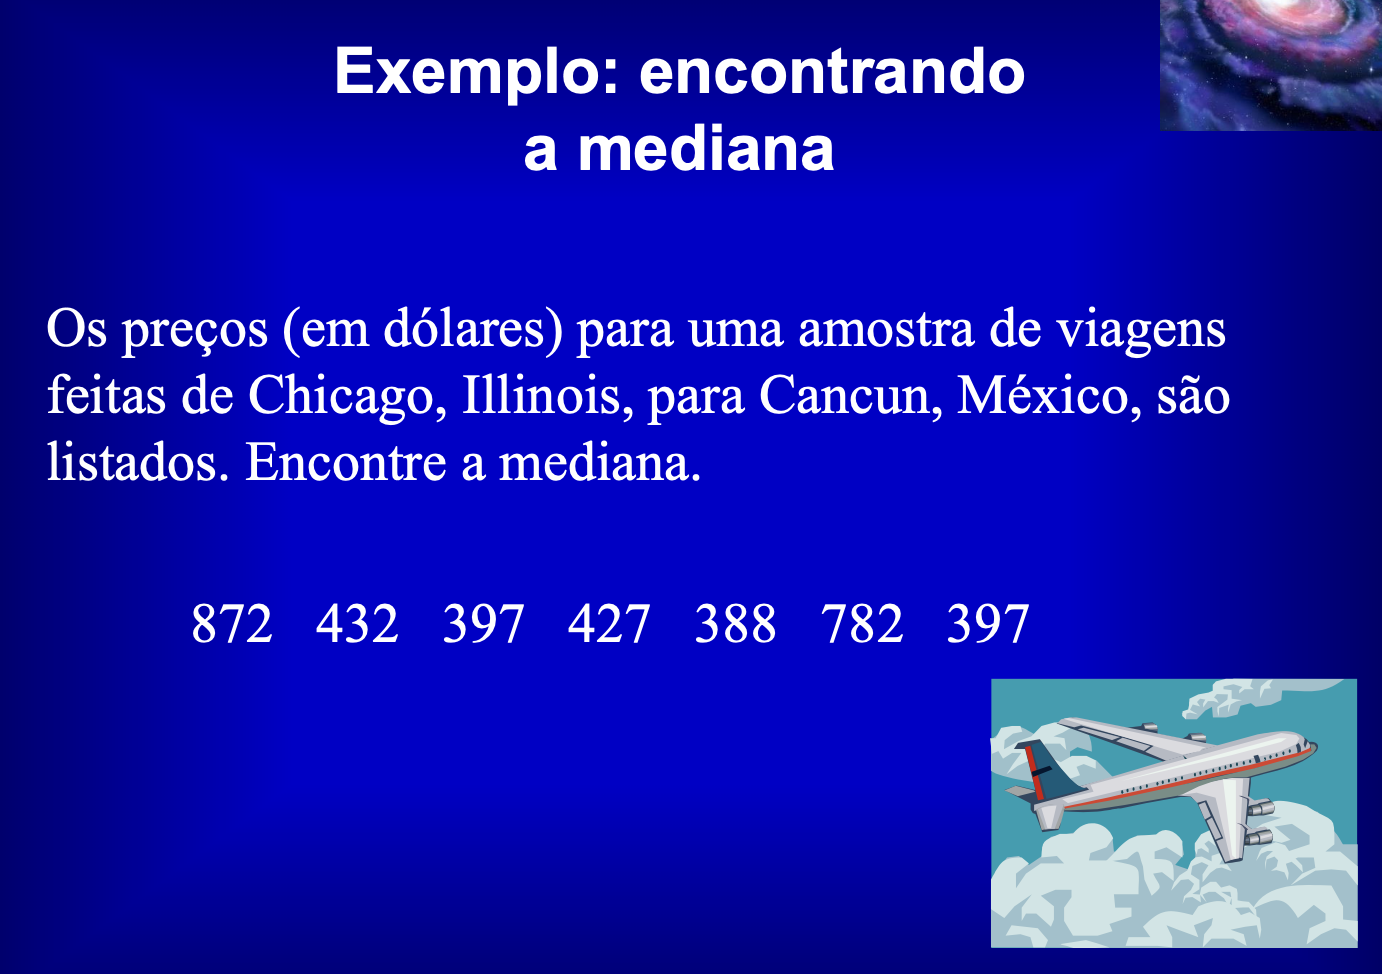 Exemplo: encontrando
a mediana
Os preços (em dólares) para uma amostra de viagens
feitas de Chicago, Illinois, para Cancun, México, são
listados. Encontre a mediana.
872 432 397 427 388 782 397